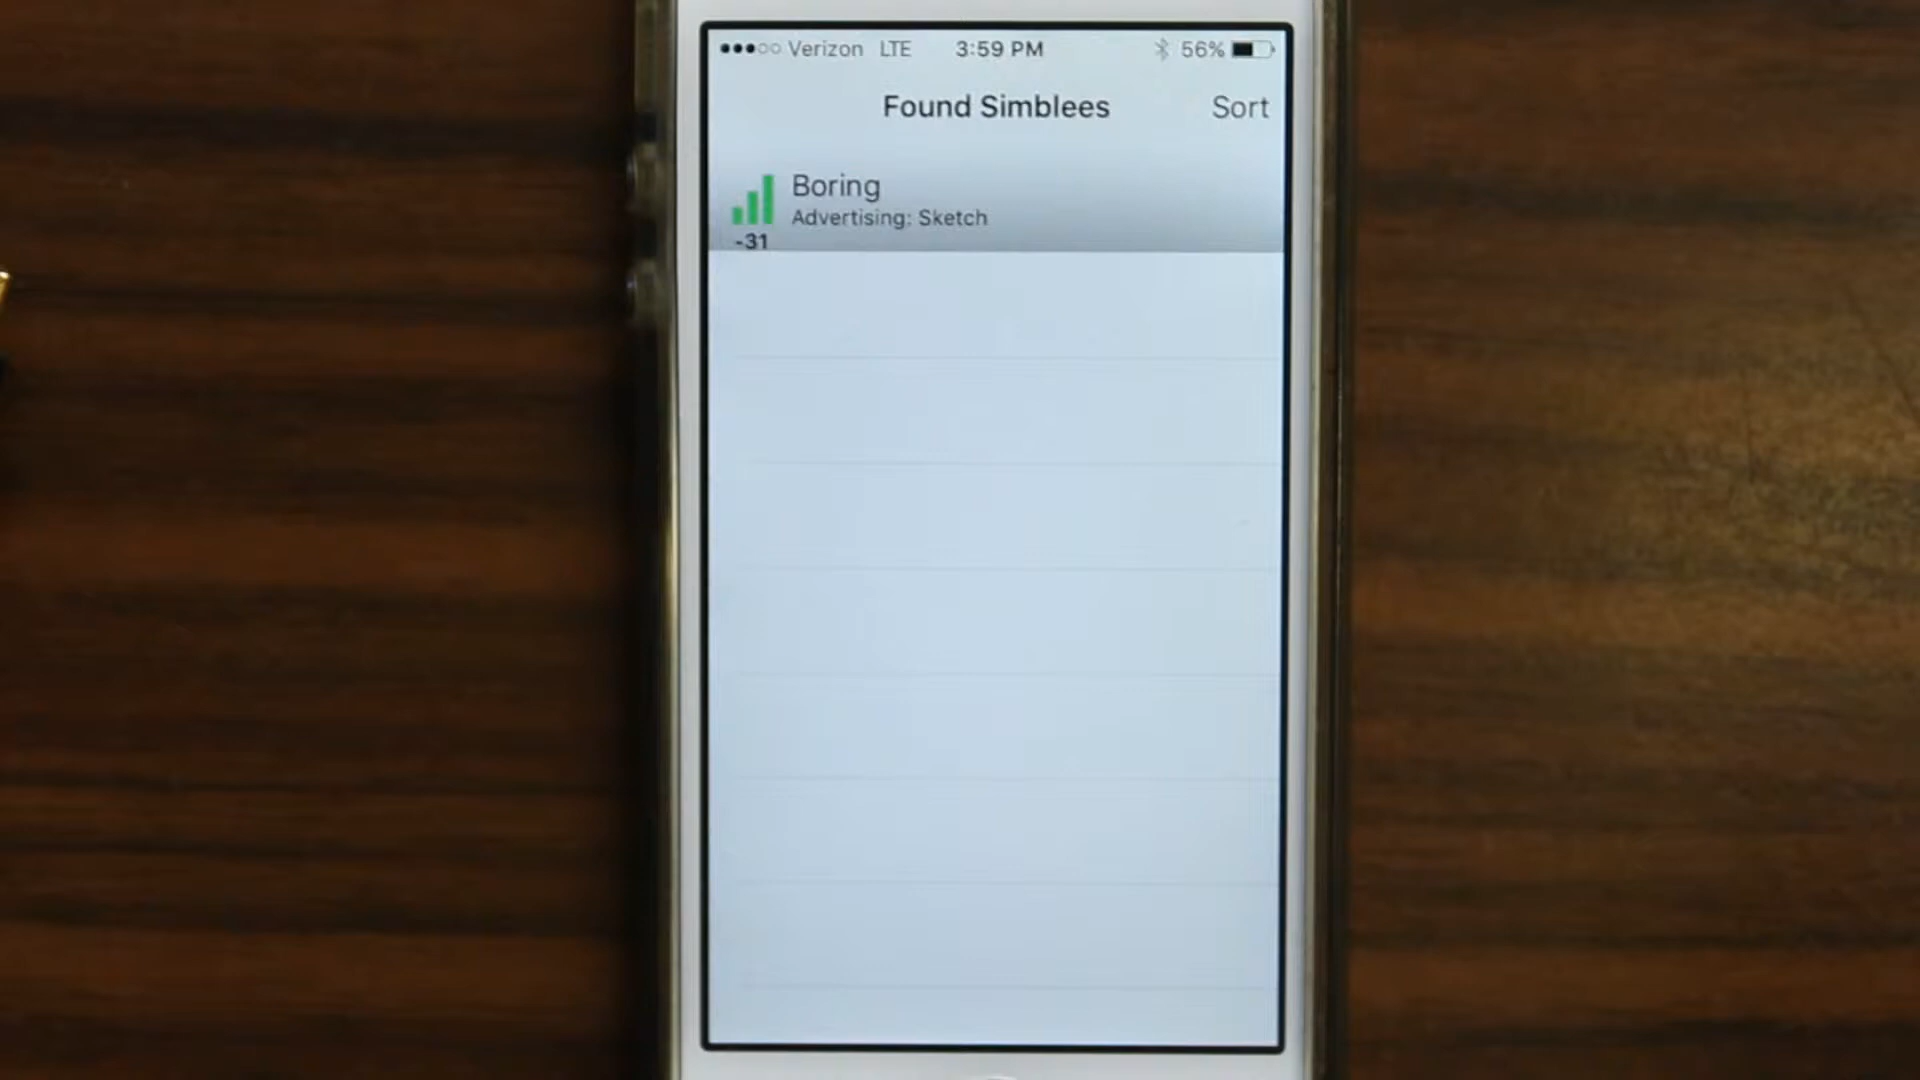 Verizon LTE 3:59 PM 56%
Found Simblees Sort
Boring
Advertising: Sketch
-31